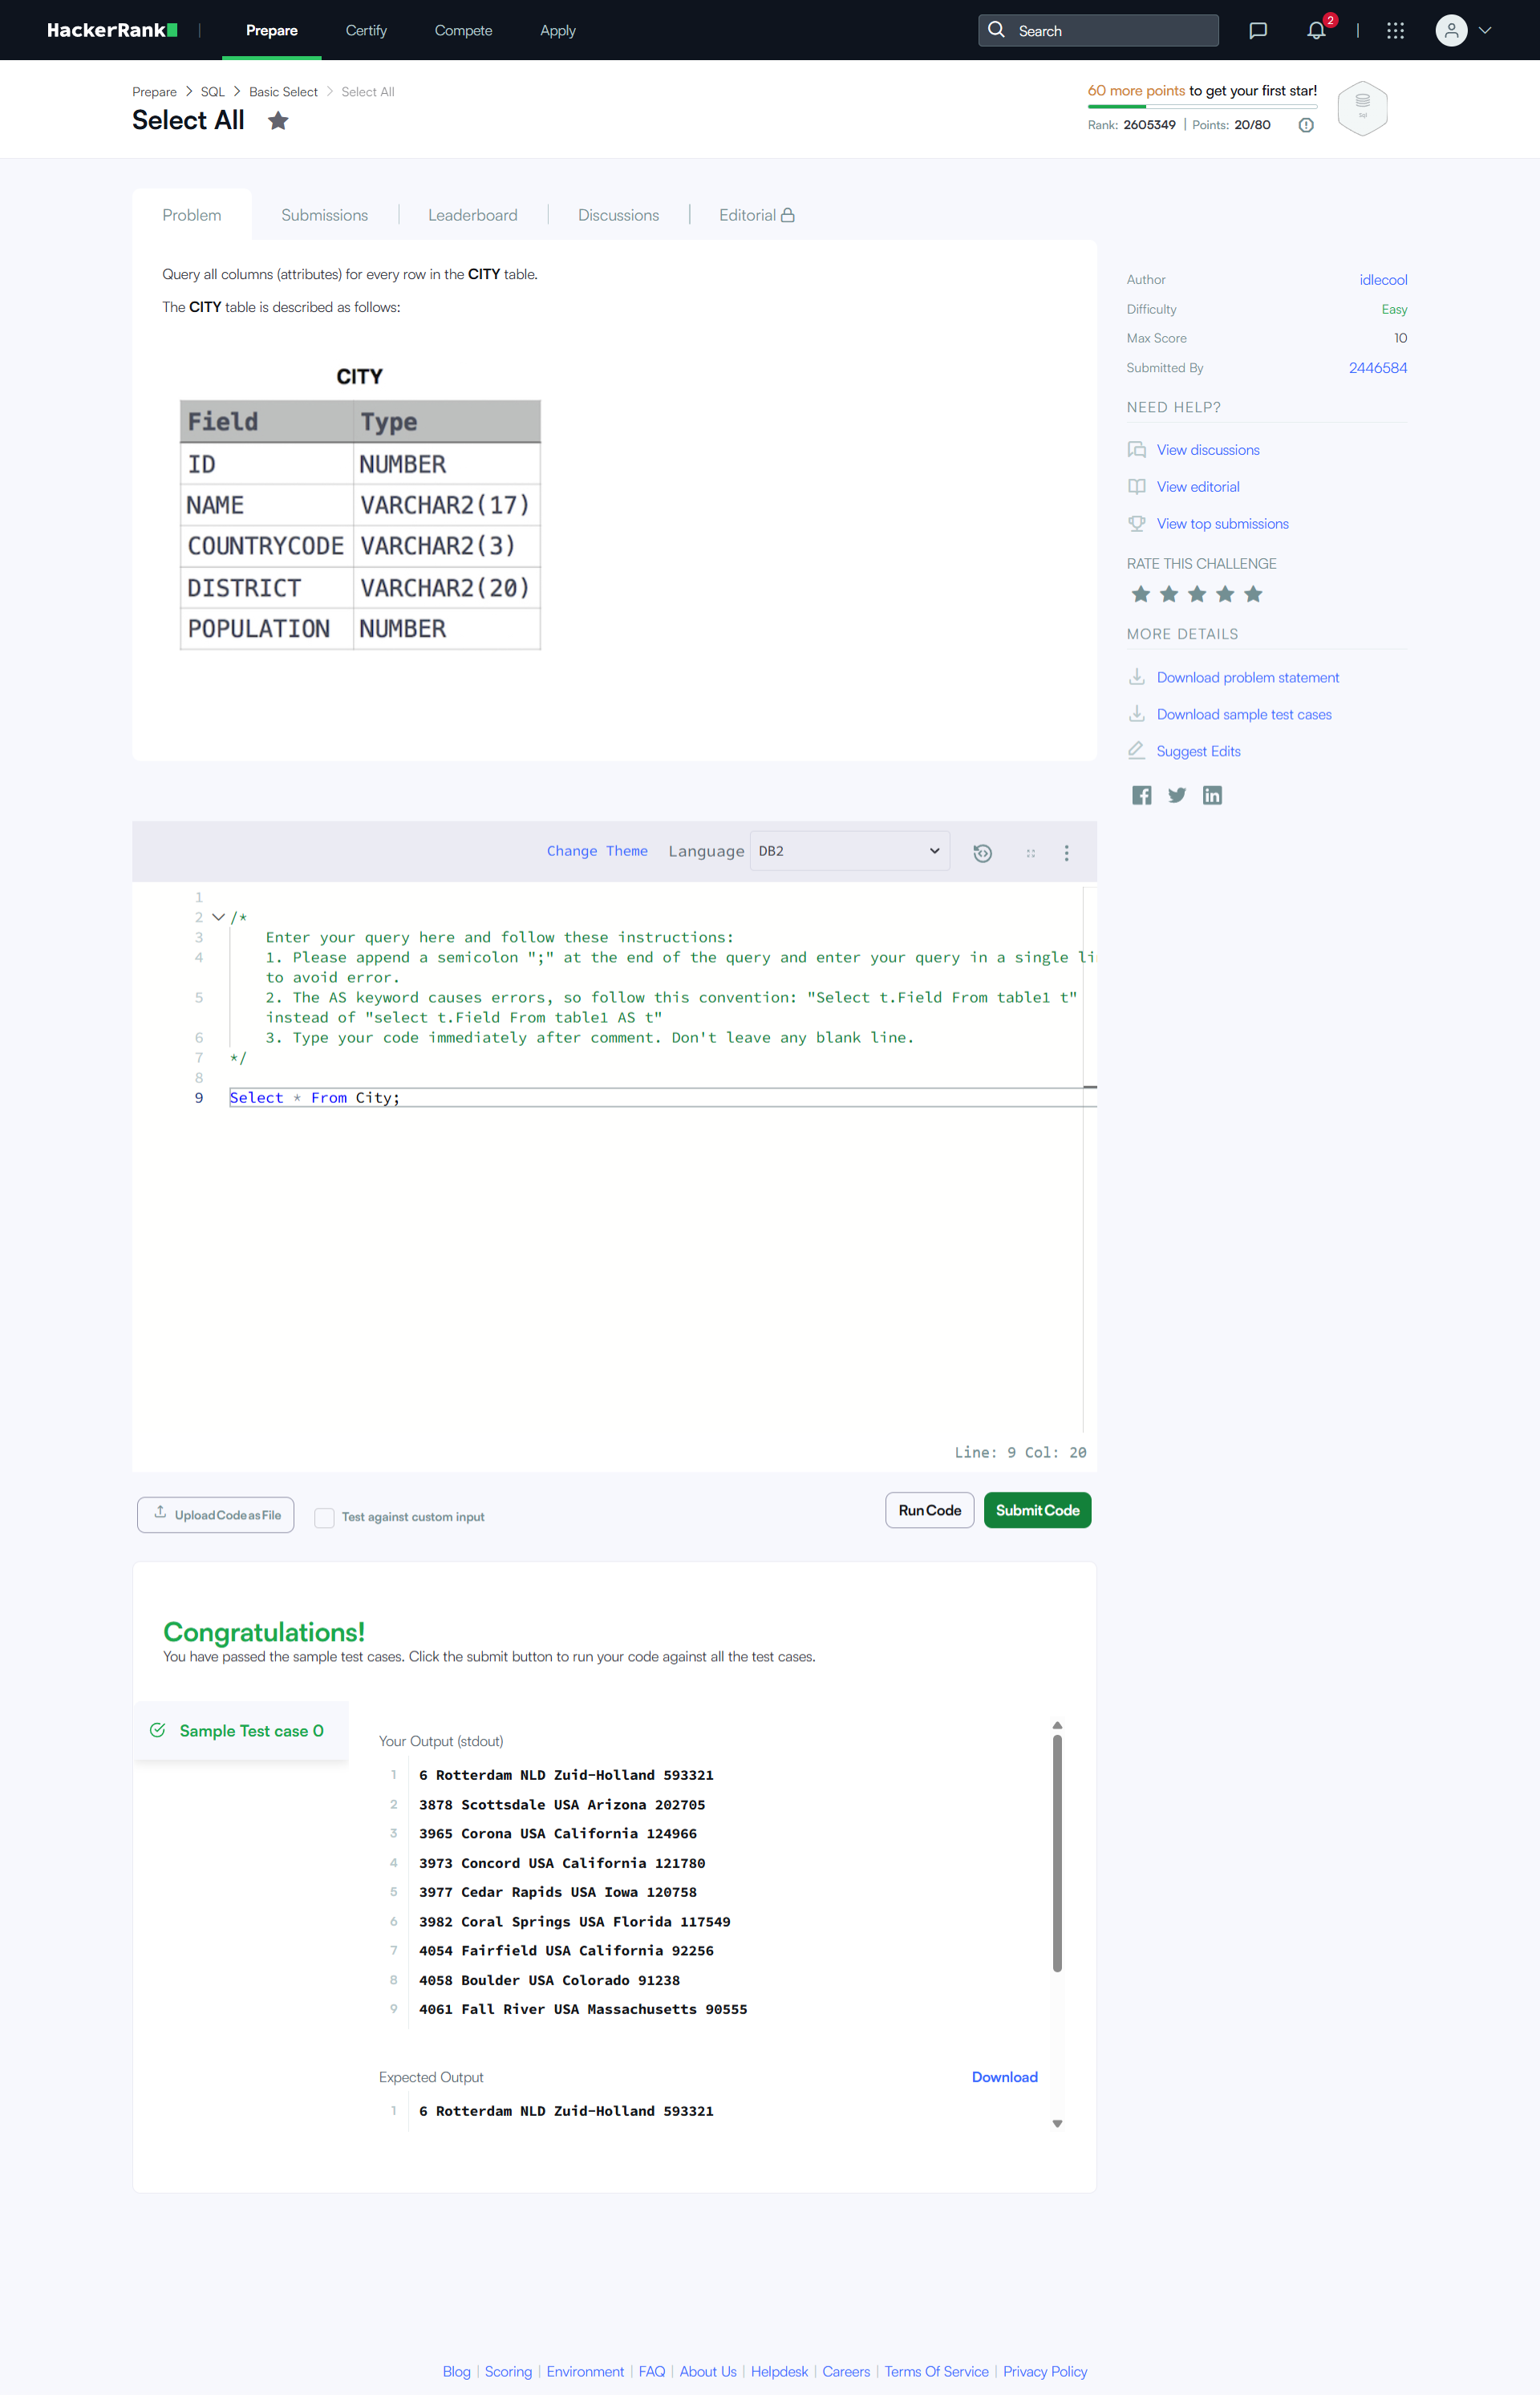 HackerRank | Prepare Certify Compete Apply Search 2 |
Prepare > SQL > Basic Select > Select All
Select All
60 more points to get your first star!
Rank: 2605349 | Points: 20/80
Sql
Problem Submissions Leaderboard Discussions Editorial
Query all columns (attributes) for every row in the CITY table.
The CITY table is described as follows:
CITY
Field Type
ID NUMBER
NAME VARCHAR2(17)
COUNTRYCODE VARCHAR2(3)
DISTRICT VARCHAR2(20)
POPULATION NUMBER
Author idlecool
Difficulty Easy
Max Score 10
Submitted By 2446584
NEED HELP?
View discussions
View editorial
View top submissions
RATE THIS CHALLENGE
MORE DETAILS
Download problem statement
Download sample test cases
Suggest Edits
Change Theme Language DB2
1
2 /*
3 Enter your query here and follow these instructions:
4 1. Please append a semicolon ";" at the end of the query and enter your query in a single li
to avoid error.
5 2. The AS keyword causes errors, so follow this convention: "Select t.Field From table1 t"
instead of "select t.Field From table1 AS t"
6 3. Type your code immediately after comment. Don't leave any blank line.
7 */
8
9 Select * From City;
Line: 9 Col: 20
Upload Code as File Test against custom input Run Code Submit Code
Congratulations!
You have passed the sample test cases. Click the submit button to run your code against all the test cases.
Sample Test case 0
Your Output (stdout)
1 6 Rotterdam NLD Zuid-Holland 593321
2 3878 Scottsdale USA Arizona 202705
3 3965 Corona USA California 124966
4 3973 Concord USA California 121780
5 3977 Cedar Rapids USA Iowa 120758
6 3982 Coral Springs USA Florida 117549
7 4054 Fairfield USA California 92256
8 4058 Boulder USA Colorado 91238
9 4061 Fall River USA Massachusetts 90555
Expected Output Download
1 6 Rotterdam NLD Zuid-Holland 593321
Blog | Scoring | Environment | FAQ | About Us | Helpdesk | Careers | Terms Of Service | Privacy Policy